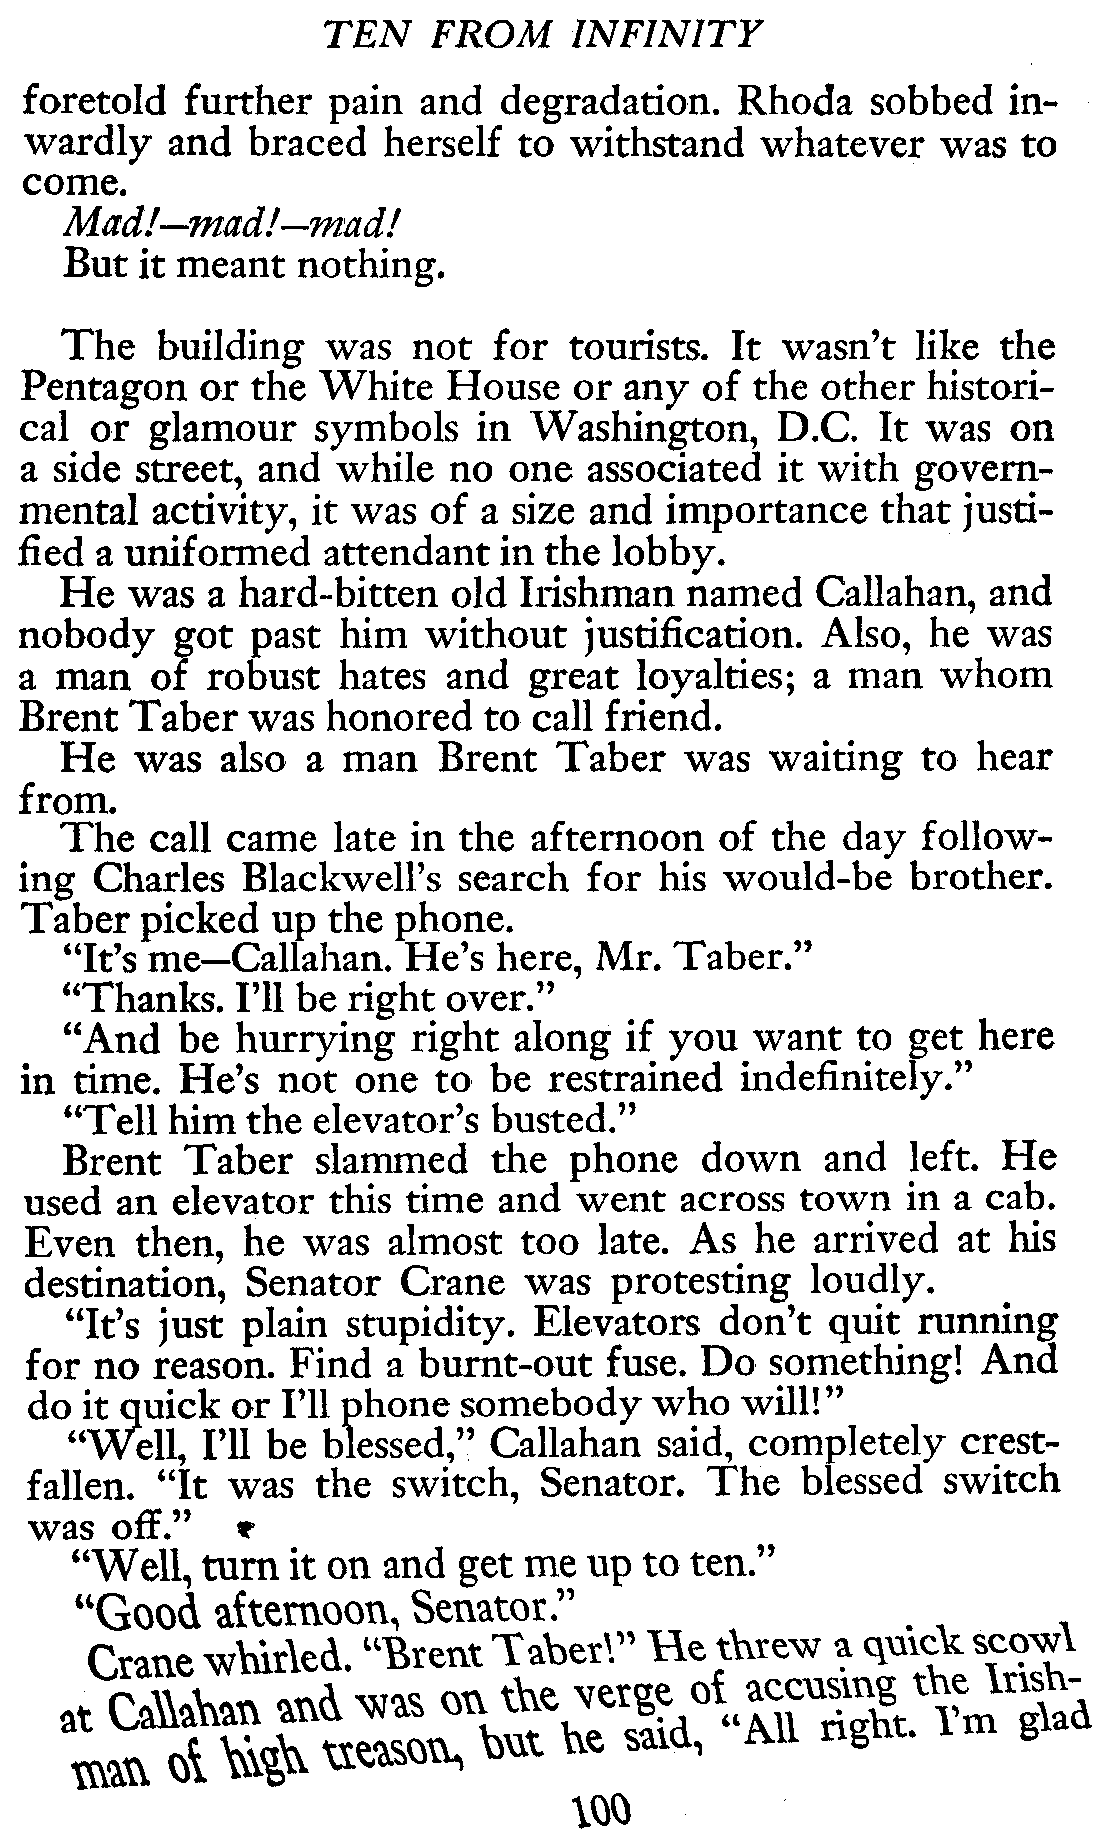 TEN FROM INFINITY
foretold further pain and degradation. Rhoda sobbed in-
wardly and braced herself to withstand whatever was to
come.
Mad!—mad!—mad!
But it meant nothing.
The building was not for tourists. It wasn't like the
Pentagon or the White House or any of the other histori-
cal or glamour symbols in Washington, D.C. It was on
a side street, and while no one associated it with govern-
mental activity, it was of a size and importance that justi-
fied a uniformed attendant in the lobby.
He was a hard-bitten old Irishman named Callahan, and
nobody got past him without justification. Also, he was
a man of robust hates and great loyalties; a man whom
Brent Taber was honored to call friend.
He was also a man Brent Taber was waiting to hear
from.
The call came late in the afternoon of the day follow-
ing Charles Blackwell's search for his would-be brother.
Taber picked up the phone.
"It's me—Callahan. He's here, Mr. Taber."
"Thanks. I'll be right over."
"And be hurrying right along if you want to get here
in time. He's not one to be restrained indefinitely."
"Tell him the elevator's busted."
Brent Taber slammed the phone down and left. He
used an elevator this time and went across town in a cab.
Even then, he was almost too late. As he arrived at his
destination, Senator Crane was protesting loudly.
"It's just plain stupidity. Elevators don't quit running
for no reason. Find a burnt-out fuse. Do something! And
do it quick or I'll phone somebody who will!"
"Well, I'll be blessed," Callahan said, completely crest-
fallen. "It was the switch, Senator. The blessed switch
was off."
"Well, turn it on and get me up to ten."
"Good afternoon, Senator."
Crane whirled. "Brent Taber!" He threw a quick scowl
at Callahan and was on the verge of accusing the Irish-
man of high treason, but he said, "All right. I'm glad
100